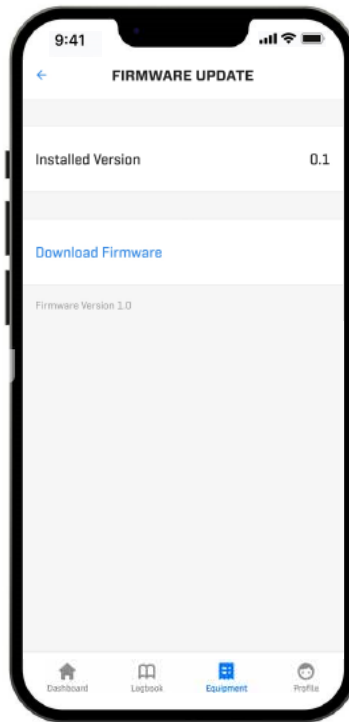 9:41
FIRMWARE UPDATE
Installed Version 0.1
Download Firmware
Firmware Version 1.0
Dashboard Logbook Equipment Profile